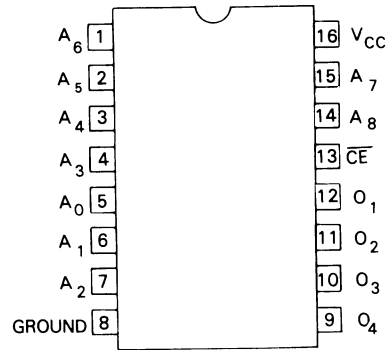 A6 1 16 VCC
A5 2 15 A7
A4 3 14 A8
A3 4 13 C̅E̅
A0 5 12 O1
A1 6 11 O2
A2 7 10 O3
GROUND 8 9 O4